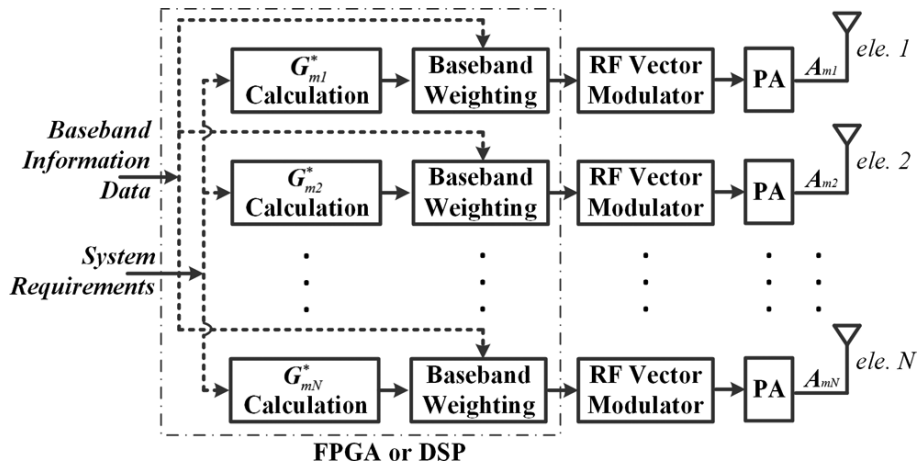 G*m1
Calculation
Baseband
Weighting
RF Vector
Modulator
PA
Am1
ele. 1
Baseband
Information
Data
G*m2
Calculation
Baseband
Weighting
RF Vector
Modulator
PA
Am2
ele. 2
System
Requirements
G*mN
Calculation
Baseband
Weighting
RF Vector
Modulator
PA
AmN
ele. N
FPGA or DSP